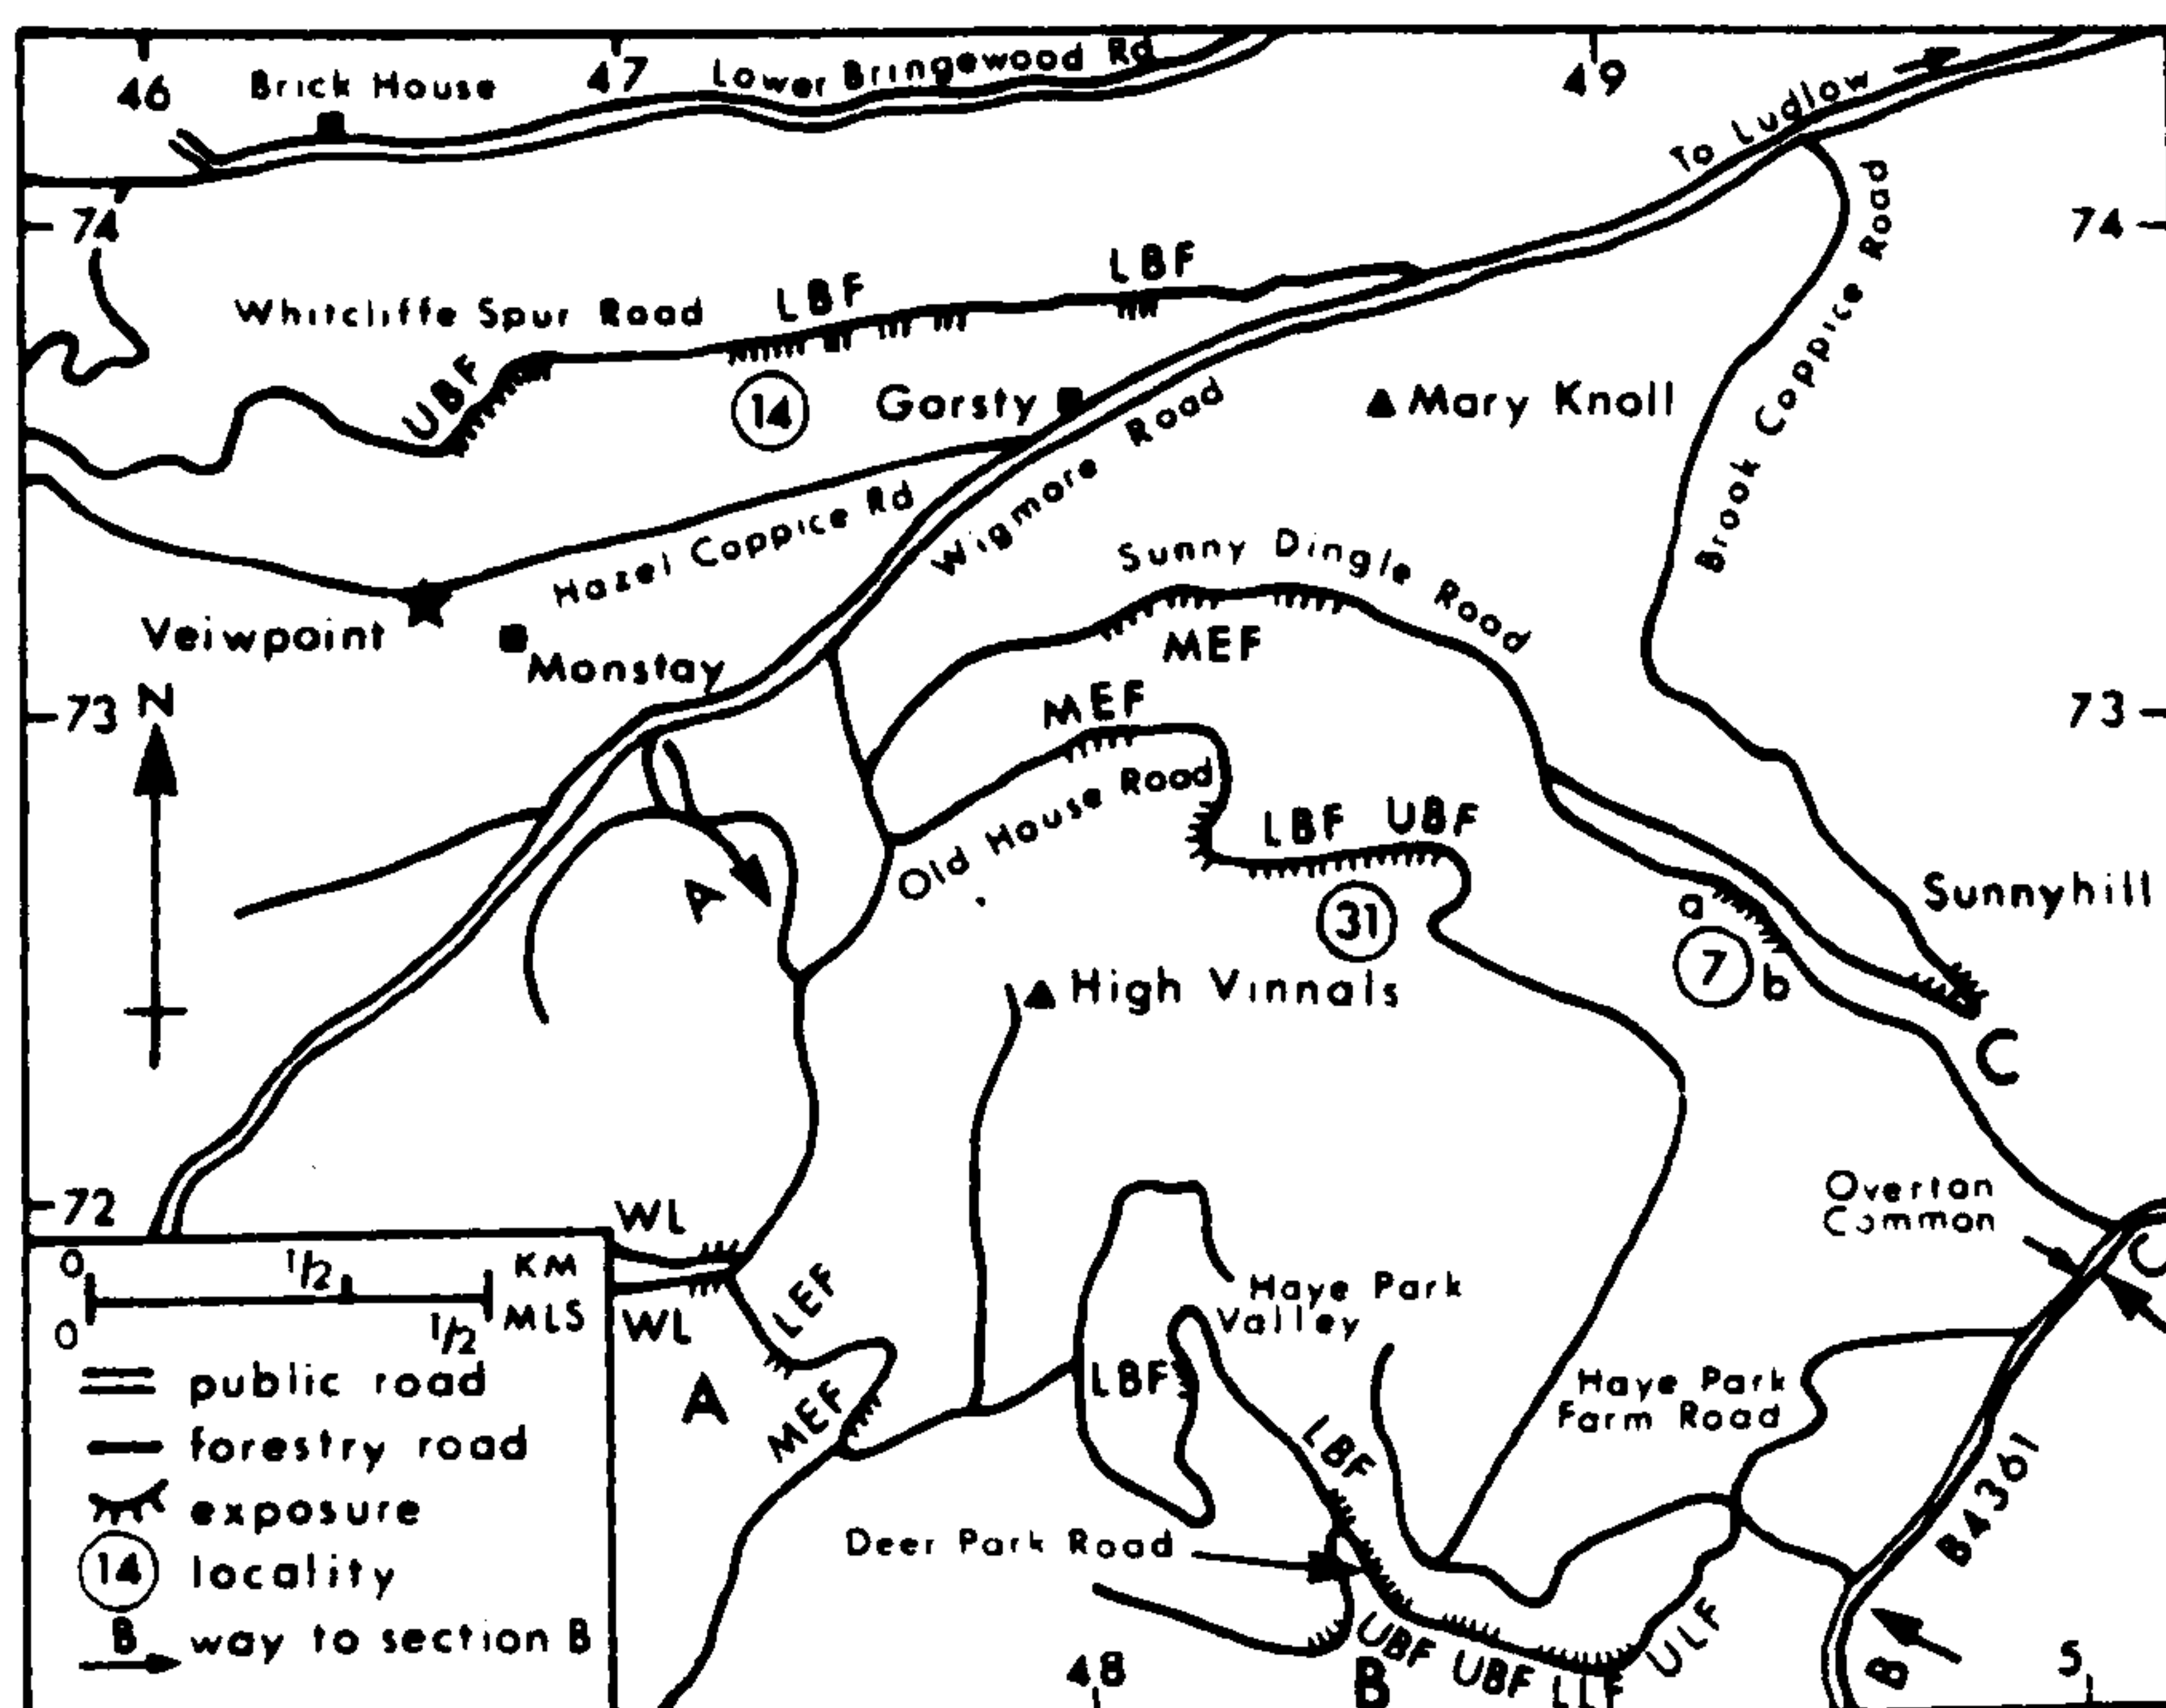 46
Brick House
47
Lower Bringewood Rd
49
To Ludlow
74
74
Whitcliffe Spur Road
LBF
LBF
UBF
14
Gorsty
Mary Knoll
Brook Coppice Road
Hazel Coppice Rd
Wigmore Road
Veiwpoint
Monstay
Sunny Dingle Road
MEF
73
N
MEF
73
Old House Road
LBF UBF
A
31
a
7
b
Sunnyhill
High Vinnals
C
72
WL
Overton
Common
C
0 1/2 KM
0 1/2 MLS
WL
LEF
Haye Park
Valley
public road
A
MEF
LBF
LBF
Haye Park
Farm Road
forestry road
exposure
B4361
14 locality
Deer Park Road
B way to section B
UBF UBF
ULF
B
B
48
5